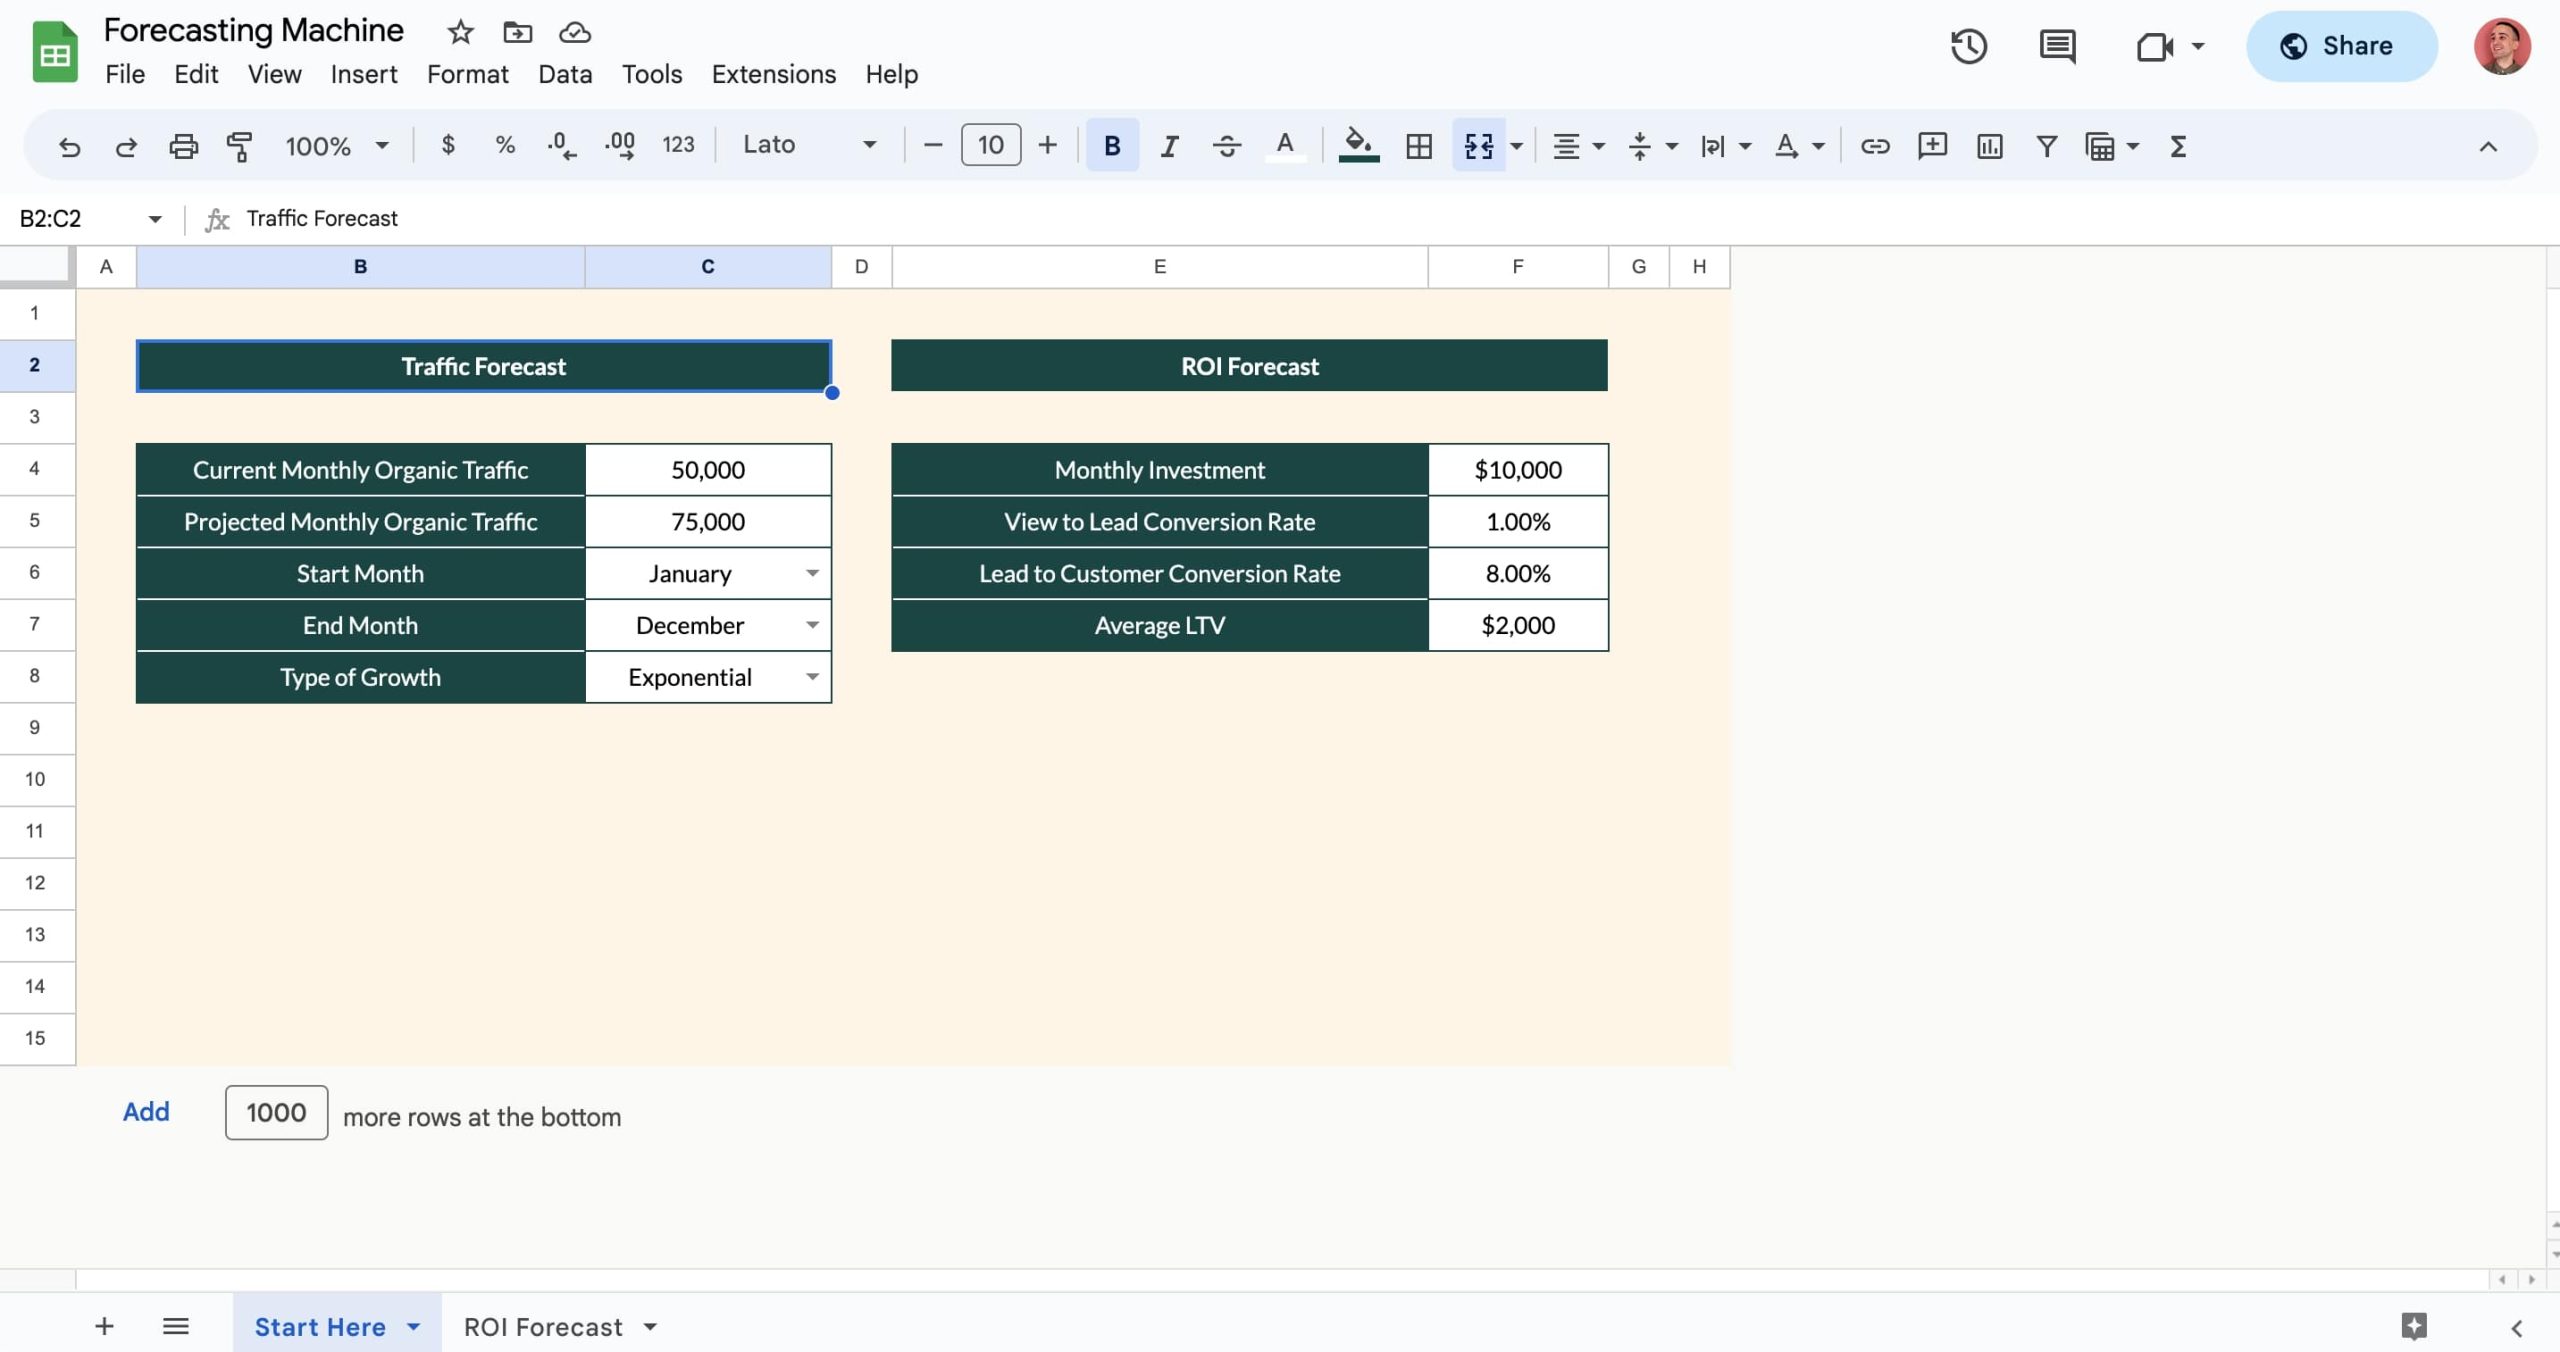 Forecasting Machine
File Edit View Insert Format Data Tools Extensions Help
Share
100% $ % .0 .00 123 Lato 10 B I S A A Σ
B2:C2 fx Traffic Forecast
A B C D E F G H
1
2 Traffic Forecast ROI Forecast
3
4 Current Monthly Organic Traffic 50,000 Monthly Investment $10,000
5 Projected Monthly Organic Traffic 75,000 View to Lead Conversion Rate 1.00%
6 Start Month January Lead to Customer Conversion Rate 8.00%
7 End Month December Average LTV $2,000
8 Type of Growth Exponential
9
10
11
12
13
14
15
Add 1000 more rows at the bottom
Start Here ROI Forecast